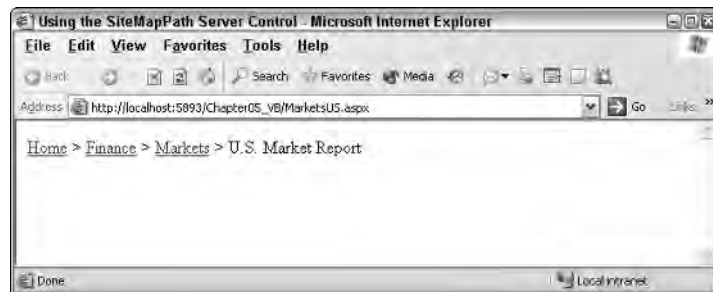 Using the SiteMapPath Server Control - Microsoft Internet Explorer
File Edit View Favorites Tools Help
Back Search Favorites Media
Address http://localhost:5893/Chapter05_VB/MarketsUS.aspx Go Links »
Home > Finance > Markets > U.S. Market Report
Done Local intranet